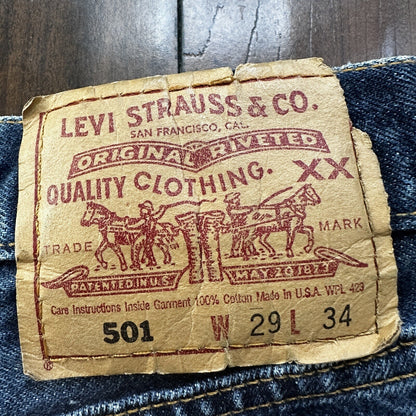 LEVI STRAUSS & CO.
SAN FRANCISCO, CAL.
ORIGINAL RIVETED
QUALITY CLOTHING. XX
TRADE MARK
PATENTED IN U.S. MAY 20 1873
Care Instructions Inside Garment 100% Cotton Made in U.S.A. WPL 423
501 W 29 L 34
®